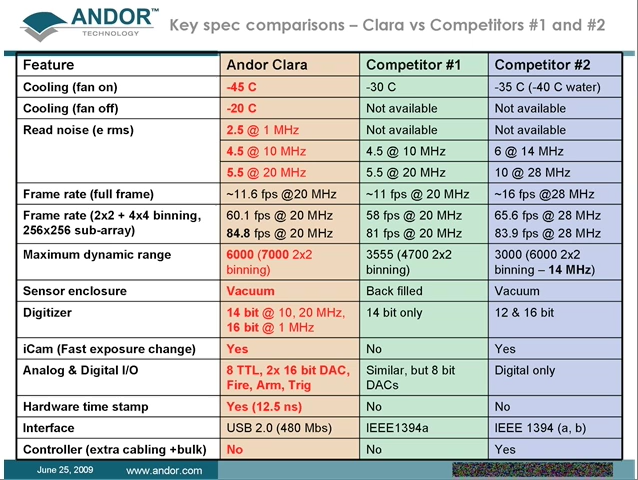 ANDOR™
TECHNOLOGY
Key spec comparisons – Clara vs Competitors #1 and #2
Feature Andor Clara Competitor #1 Competitor #2
Cooling (fan on) -45 C -30 C -35 C (-40 C water)
Cooling (fan off) -20 C Not available Not available
Read noise (e rms) 2.5 @ 1 MHz Not available Not available
4.5 @ 10 MHz 4.5 @ 10 MHz 6 @ 14 MHz
5.5 @ 20 MHz 5.5 @ 20 MHz 10 @ 28 MHz
Frame rate (full frame) ~11.6 fps @20 MHz ~11 fps @ 20 MHz ~16 fps @28 MHz
Frame rate (2x2 + 4x4 binning, 60.1 fps @ 20 MHz 58 fps @ 20 MHz 65.6 fps @ 28 MHz
256x256 sub-array) 84.8 fps @ 20 MHz 81 fps @ 20 MHz 83.9 fps @ 28 MHz
Maximum dynamic range 6000 (7000 2x2 3555 (4700 2x2 3000 (6000 2x2
binning) binning) binning – 14 MHz)
Sensor enclosure Vacuum Back filled Vacuum
Digitizer 14 bit @ 10, 20 MHz, 14 bit only 12 & 16 bit
16 bit @ 1 MHz
iCam (Fast exposure change) Yes No Yes
Analog & Digital I/O 8 TTL, 2x 16 bit DAC, Similar, but 8 bit Digital only
Fire, Arm, Trig DACs
Hardware time stamp Yes (12.5 ns) No No
Interface USB 2.0 (480 Mbs) IEEE1394a IEEE 1394 (a, b)
Controller (extra cabling +bulk) No No Yes
June 25, 2009 www.andor.com